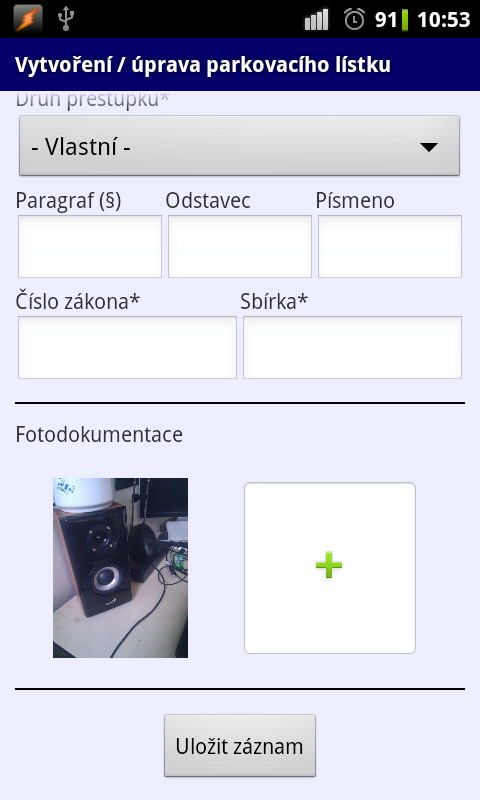 91 10:53
Vytvoření / úprava parkovacího lístku
Druh přestupku*
- Vlastní -
Paragraf (§) Odstavec Písmeno
Číslo zákona* Sbírka*
Fotodokumentace
Uložit záznam